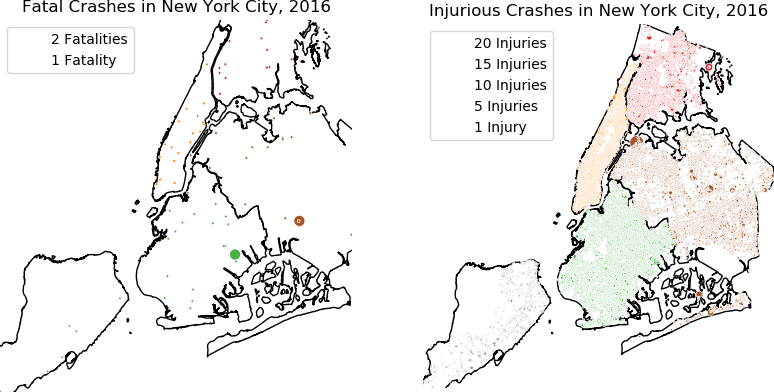 Fatal Crashes in New York City, 2016
2 Fatalities
1 Fatality
Injurious Crashes in New York City, 2016
20 Injuries
15 Injuries
10 Injuries
5 Injuries
1 Injury